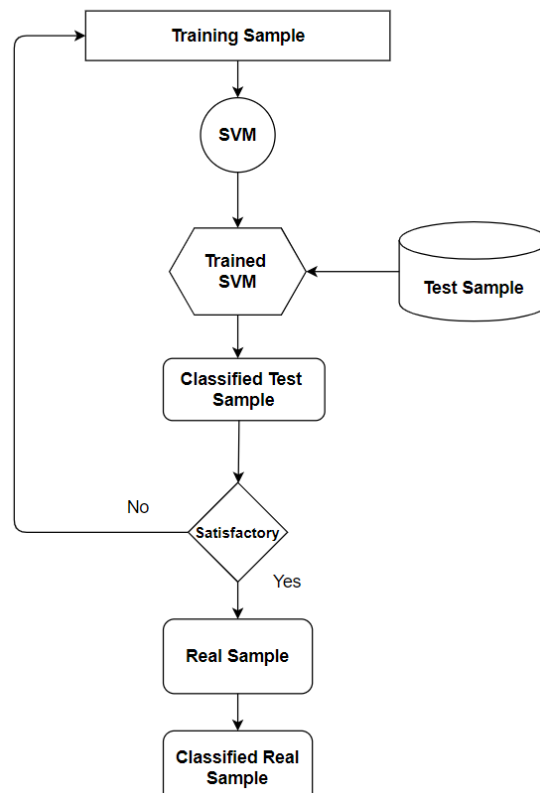 Training Sample
SVM
Trained
SVM
Test Sample
Classified Test
Sample
No
Satisfactory
Yes
Real Sample
Classified Real
Sample